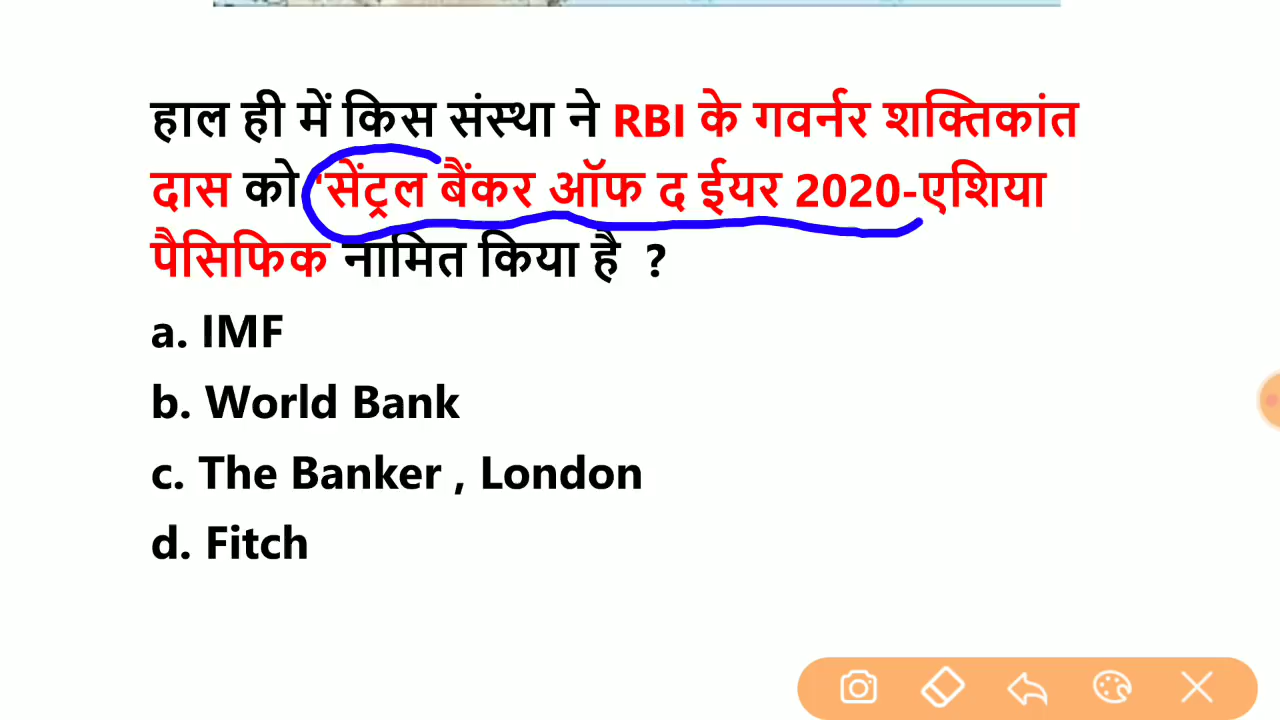 हाल ही में किस संस्था ने RBI के गवर्नर शक्तिकांत
दास को 'सेंट्रल बैंकर ऑफ द ईयर 2020-एशिया
पैसिफिक नामित किया है ?
a. IMF
b. World Bank
c. The Banker , London
d. Fitch